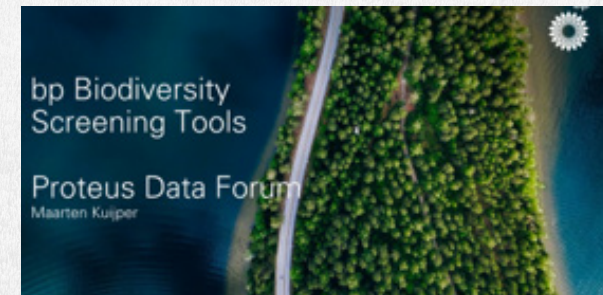 bp Biodiversity
Screening Tools
Proteus Data Forum
Maarten Kuijper